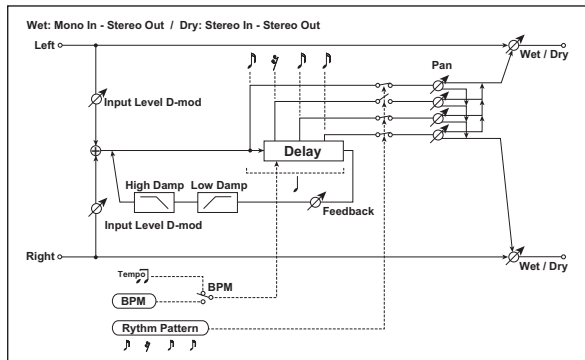 Wet: Mono In - Stereo Out / Dry: Stereo In - Stereo Out
Left
Wet / Dry
Pan
Input Level D-mod
Delay
High Damp
Low Damp
Feedback
Input Level D-mod
Right
Wet / Dry
Tempo
BPM
BPM
Rythm Pattern